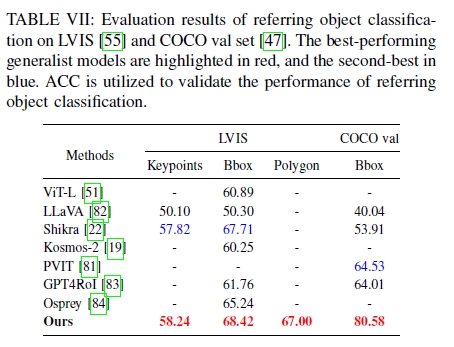 TABLE VII: Evaluation results of referring object classifica-
tion on LVIS [55] and COCO val set [47]. The best-performing
generalist models are highlighted in red, and the second-best in
blue. ACC is utilized to validate the performance of referring
object classification.
Methods LVIS COCO val
Keypoints Bbox Polygon Bbox
ViT-L [51] - 60.89 - -
LLaVA [82] 50.10 50.30 - 40.04
Shikra [22] 57.82 67.71 - 53.91
Kosmos-2 [19] - 60.25 - -
PVIT [81] - - - 64.53
GPT4RoI [83] - 61.76 - 64.01
Osprey [84] - 65.24 - -
Ours 58.24 68.42 67.00 80.58